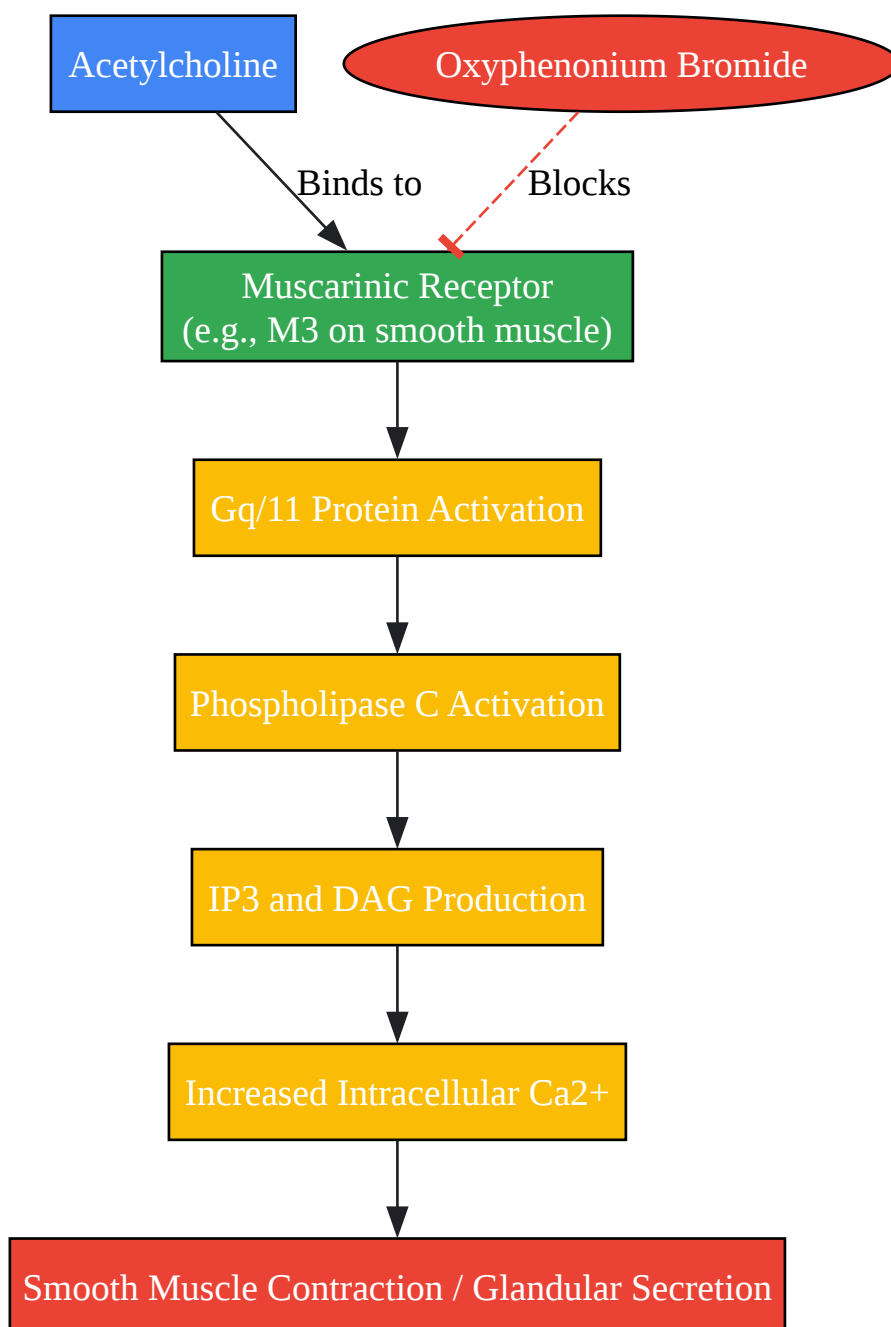 Acetylcholine
Oxyphenonium Bromide
Binds to
Blocks
Muscarinic Receptor
(e.g., M3 on smooth muscle)
Gq/11 Protein Activation
Phospholipase C Activation
IP3 and DAG Production
Increased Intracellular Ca2+
Smooth Muscle Contraction / Glandular Secretion